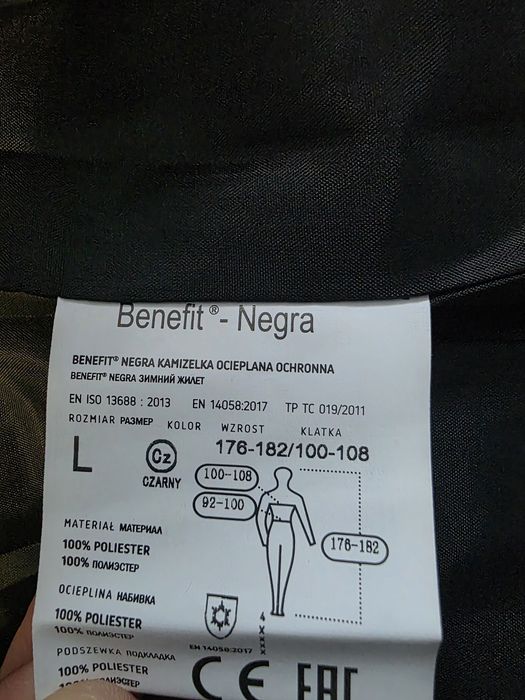 Benefit®- Negra
BENEFIT® NEGRA KAMIZELKA OCIEPLANA OCHRONNA
BENEFIT® NEGRA ЗИМНИЙ ЖИЛЕТ
EN ISO 13688 : 2013 EN 14058:2017 TP TC 019/2011
ROZMIAR РАЗМЕР KOLOR WZROST KLATKA
176-182/100-108
L Cz
CZARNY
100-108
92-100
176-182
MATERIAŁ МАТЕРИАЛ
100% POLIESTER
100% ПОЛИЭСТЕР
OCIEPLINA НАБИВКА
100% POLIESTER
100% ПОЛИЭСТЕР
4
X
X
X
X
EN 14058:2017
PODSZEWKA ПОДКЛАДКА
100% POLIESTER
100% ПОЛИЭСТЕР
CE EAC